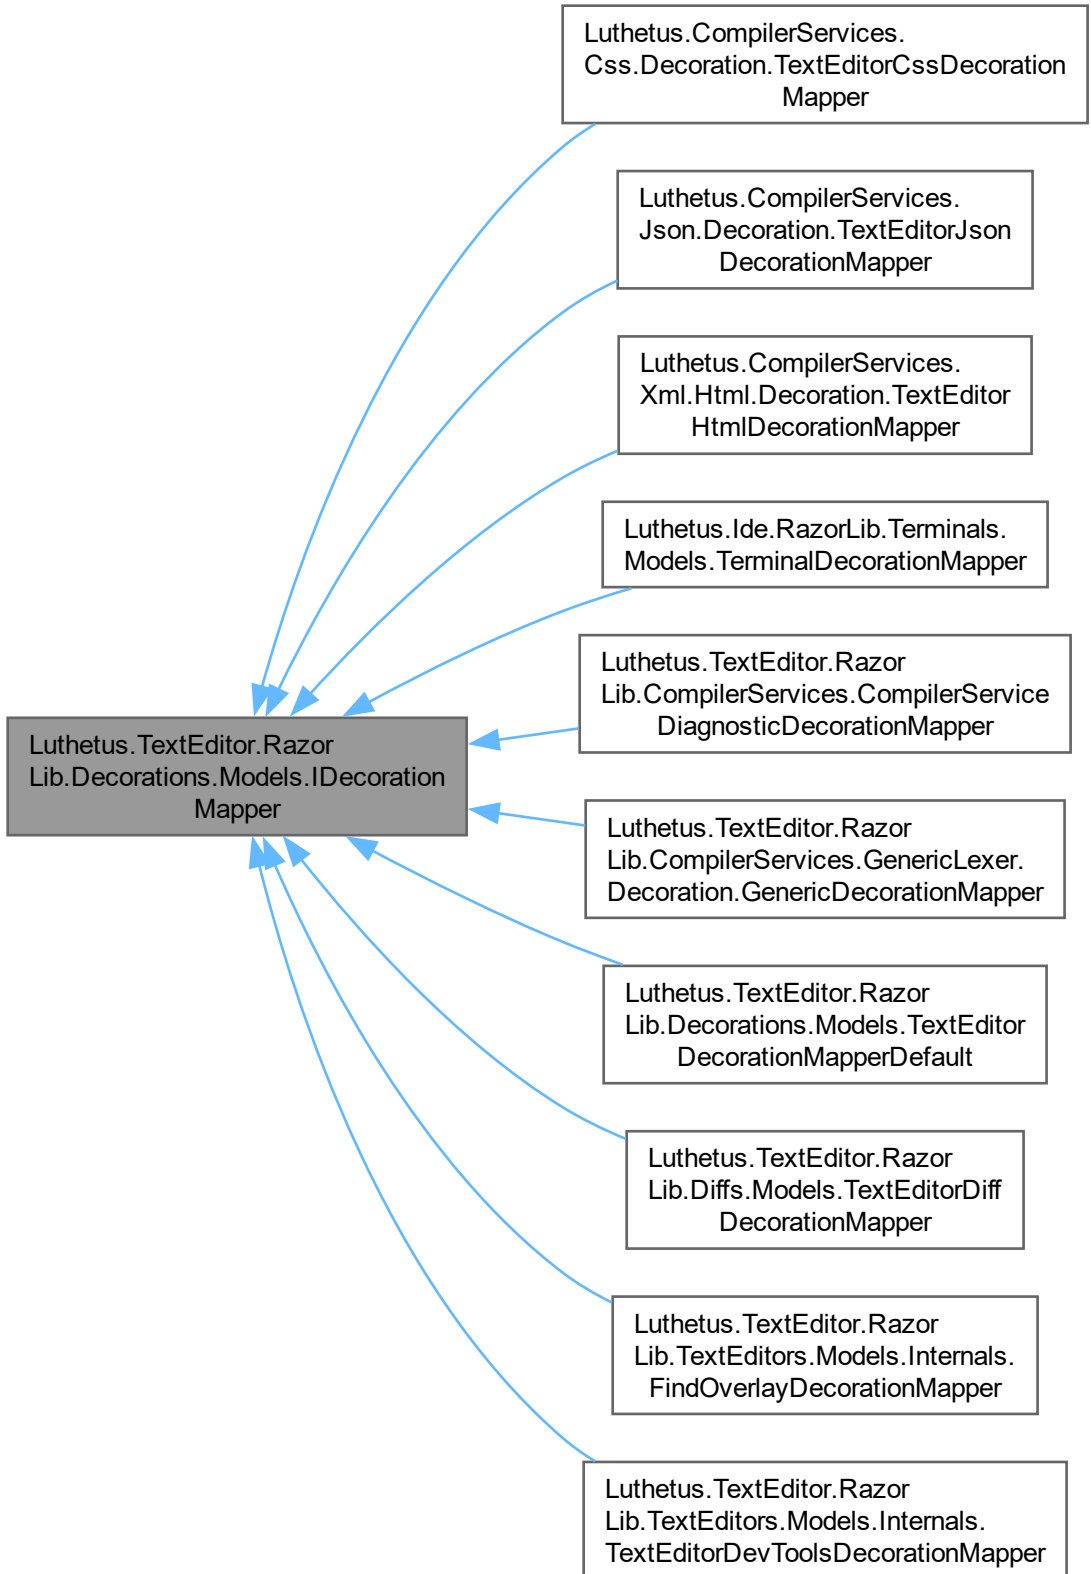 Luthetus.CompilerServices.
Css.Decoration.TextEditorCssDecoration
Mapper
Luthetus.CompilerServices.
Json.Decoration.TextEditorJson
DecorationMapper
Luthetus.CompilerServices.
Xml.Html.Decoration.TextEditor
HtmlDecorationMapper
Luthetus.Ide.RazorLib.Terminals.
Models.TerminalDecorationMapper
Luthetus.TextEditor.Razor
Lib.CompilerServices.CompilerService
DiagnosticDecorationMapper
Luthetus.TextEditor.Razor
Lib.Decorations.Models.IDecoration
Mapper
Luthetus.TextEditor.Razor
Lib.CompilerServices.GenericLexer.
Decoration.GenericDecorationMapper
Luthetus.TextEditor.Razor
Lib.Decorations.Models.TextEditor
DecorationMapperDefault
Luthetus.TextEditor.Razor
Lib.Diffs.Models.TextEditorDiff
DecorationMapper
Luthetus.TextEditor.Razor
Lib.TextEditors.Models.Internals.
FindOverlayDecorationMapper
Luthetus.TextEditor.Razor
Lib.TextEditors.Models.Internals.
TextEditorDevToolsDecorationMapper